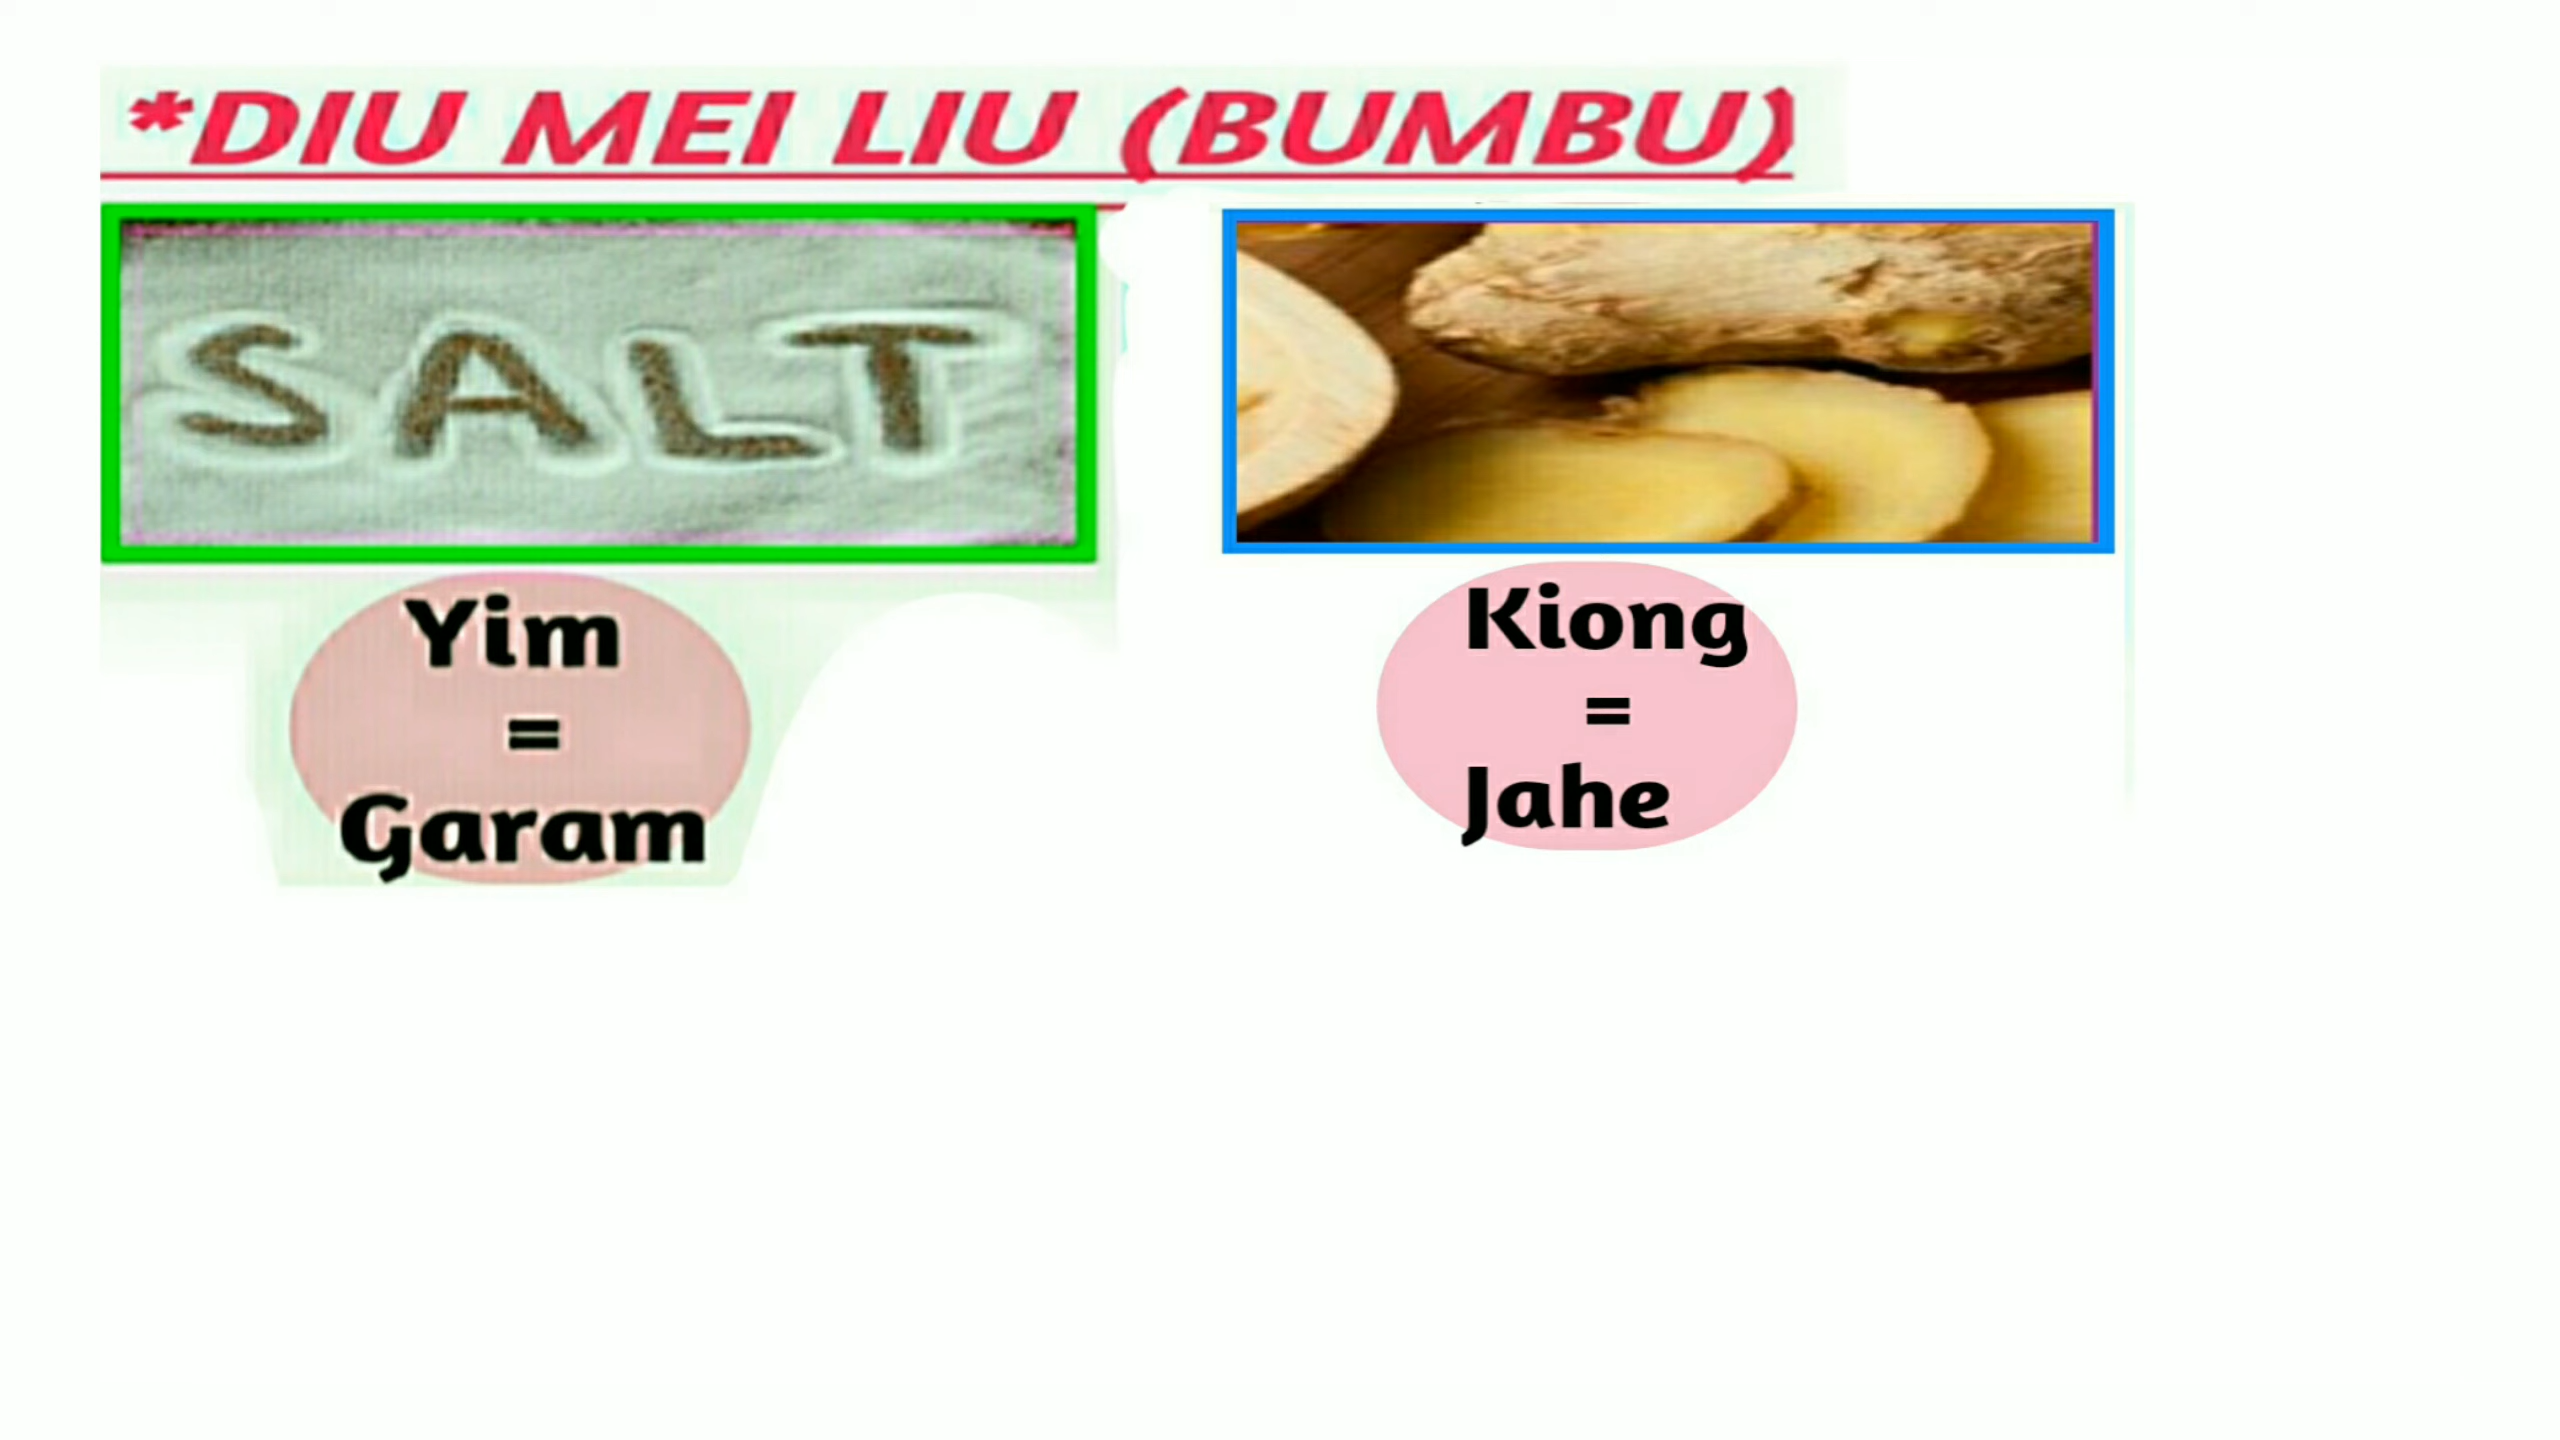 *DIU MEI LIU (BUMBU)
SALT
Yim
=
Garam
Kiong
=
Jahe